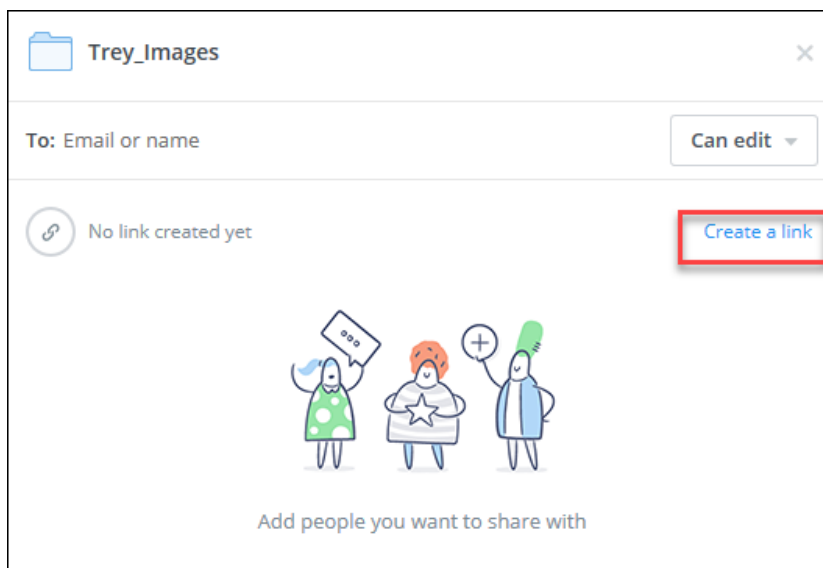 Trey_Images
To: Email or name
Can edit
No link created yet
Create a link
Add people you want to share with